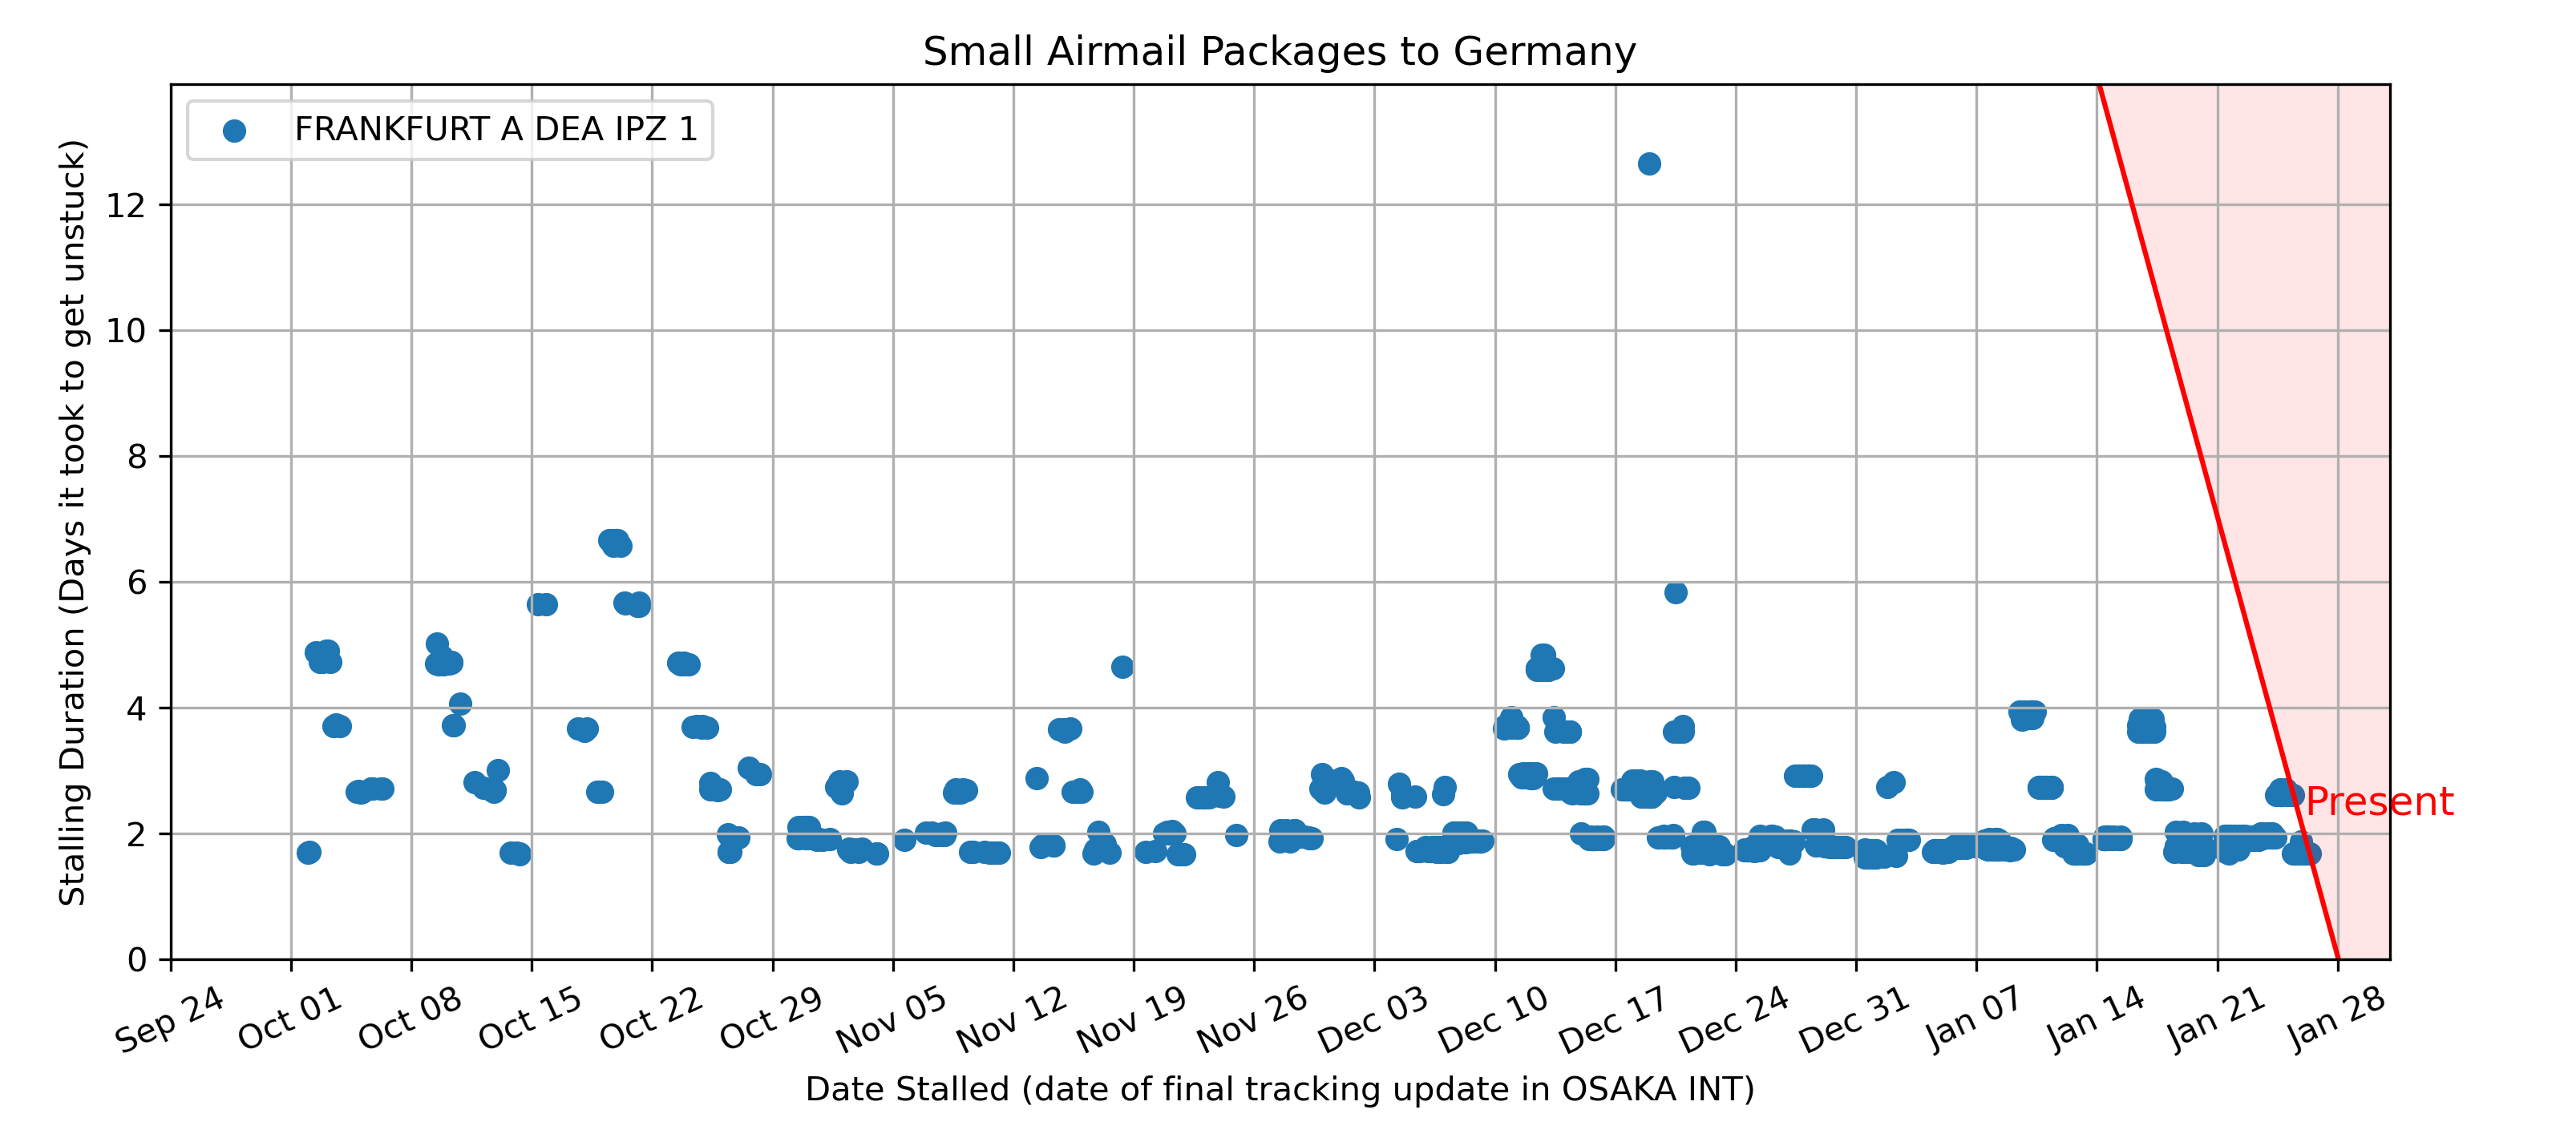 Small Airmail Packages to Germany
FRANKFURT A DEA IPZ 1
Stalling Duration (Days it took to get unstuck)
12
10
8
6
4
2
0
Present
Sep 24
Oct 01
Oct 08
Oct 15
Oct 22
Oct 29
Nov 05
Nov 12
Nov 19
Nov 26
Dec 03
Dec 10
Dec 17
Dec 24
Dec 31
Jan 07
Jan 14
Jan 21
Jan 28
Date Stalled (date of final tracking update in OSAKA INT)